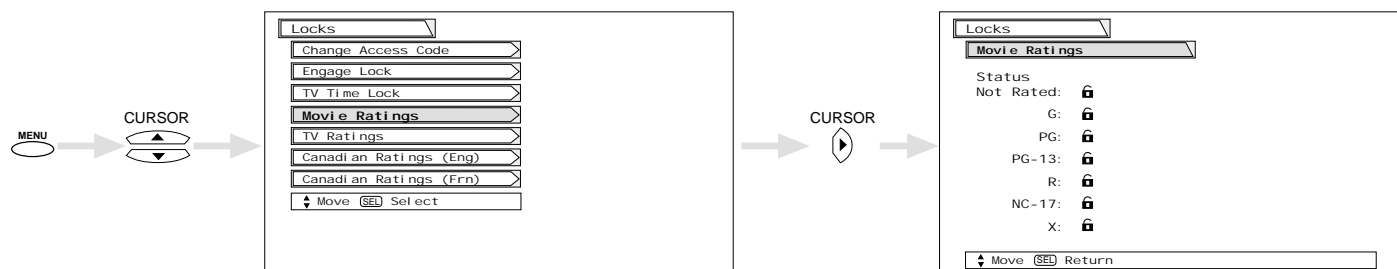 MENU
CURSOR
Locks
Change Access Code
Engage Lock
TV Time Lock
Movie Ratings
TV Ratings
Canadian Ratings (Eng)
Canadian Ratings (Frn)
Move SEL Select
CURSOR
Locks
Movie Ratings
Status
Not Rated:
G:
PG:
PG-13:
R:
NC-17:
X:
Move SEL Return